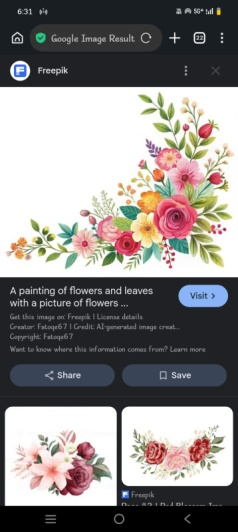 6:31
5G+
Google Image Result
22
Freepik
A painting of flowers and leaves
with a picture of flowers ...
Visit >
Get this image on: Freepik | License details
Creator: Fatoqe67 | Credit: AI-generated image creat...
Copyright: Fatoqe67
Want to know where this information comes from? Learn more
Share
Save
Freepik